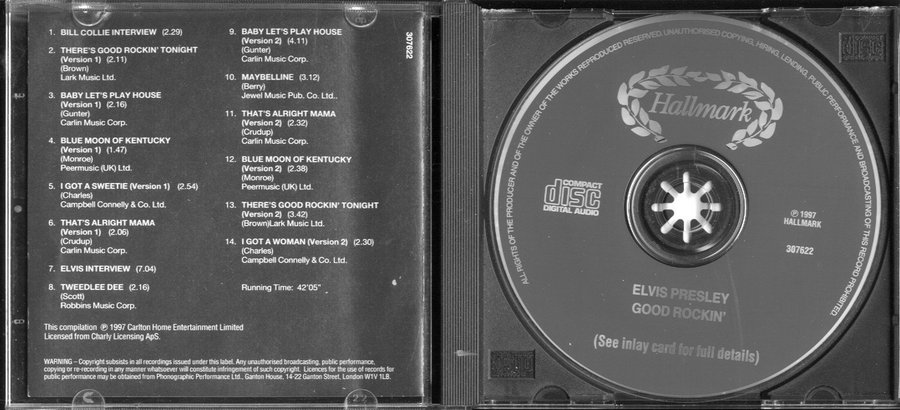 1. BILL COLLIE INTERVIEW (2.29)
2. THERE'S GOOD ROCKIN' TONIGHT
(Version 1) (2.11)
(Brown)
Lark Music Ltd.
3. BABY LET'S PLAY HOUSE
(Version 1) (2.16)
(Gunter)
Carlin Music Corp.
4. BLUE MOON OF KENTUCKY
(Version 1) (1.47)
(Monroe)
Peermusic (UK) Ltd.
5. I GOT A SWEETIE (Version 1) (2.54)
(Charles)
Campbell Connelly & Co. Ltd.
6. THAT'S ALRIGHT MAMA
(Version 1) (2.06)
(Crudup)
Carlin Music Corp.
7. ELVIS INTERVIEW (7.04)
8. TWEEDLEE DEE (2.16)
(Scott)
Robbins Music Corp.
9. BABY LET'S PLAY HOUSE
(Version 2) (4.11)
(Gunter)
Carlin Music Corp.
10. MAYBELLINE (3.12)
(Berry)
Jewel Music Pub. Co. Ltd..
11. THAT'S ALRIGHT MAMA
(Version 2) (2.32)
(Crudup)
Carlin Music Corp.
12. BLUE MOON OF KENTUCKY
(Version 2) (2.38)
(Monroe)
Peermusic (UK) Ltd.
13. THERE'S GOOD ROCKIN' TONIGHT
(Version 2) (3.42)
(Brown)Lark Music Ltd.
14. I GOT A WOMAN (Version 2) (2.30)
(Charles)
Campbell Connelly & Co. Ltd.
Running Time: 42'05"
307622
This compilation ℗ 1997 Carlton Home Entertainment Limited
Licensed from Charly Licensing ApS.
WARNING – Copyright subsists in all recordings issued under this label. Any unauthorised broadcasting, public performance,
copying or re-recording in any manner whatsoever will constitute infringement of such copyright. Licences for the use of records for
public performance may be obtained from Phonographic Performance Ltd., Ganton House, 14-22 Ganton Street, London W1V 1LB.
ALL RIGHTS OF THE PRODUCER AND OF THE OWNER OF THE WORKS REPRODUCED RESERVED. UNAUTHORISED COPYING, HIRING, LENDING, PUBLIC PERFORMANCE AND BROADCASTING OF THIS RECORD PROHIBITED.
Hallmark
COMPACT
disc
DIGITAL AUDIO
℗ 1997
HALLMARK
307622
ELVIS PRESLEY
GOOD ROCKIN'
(See inlay card for full details)